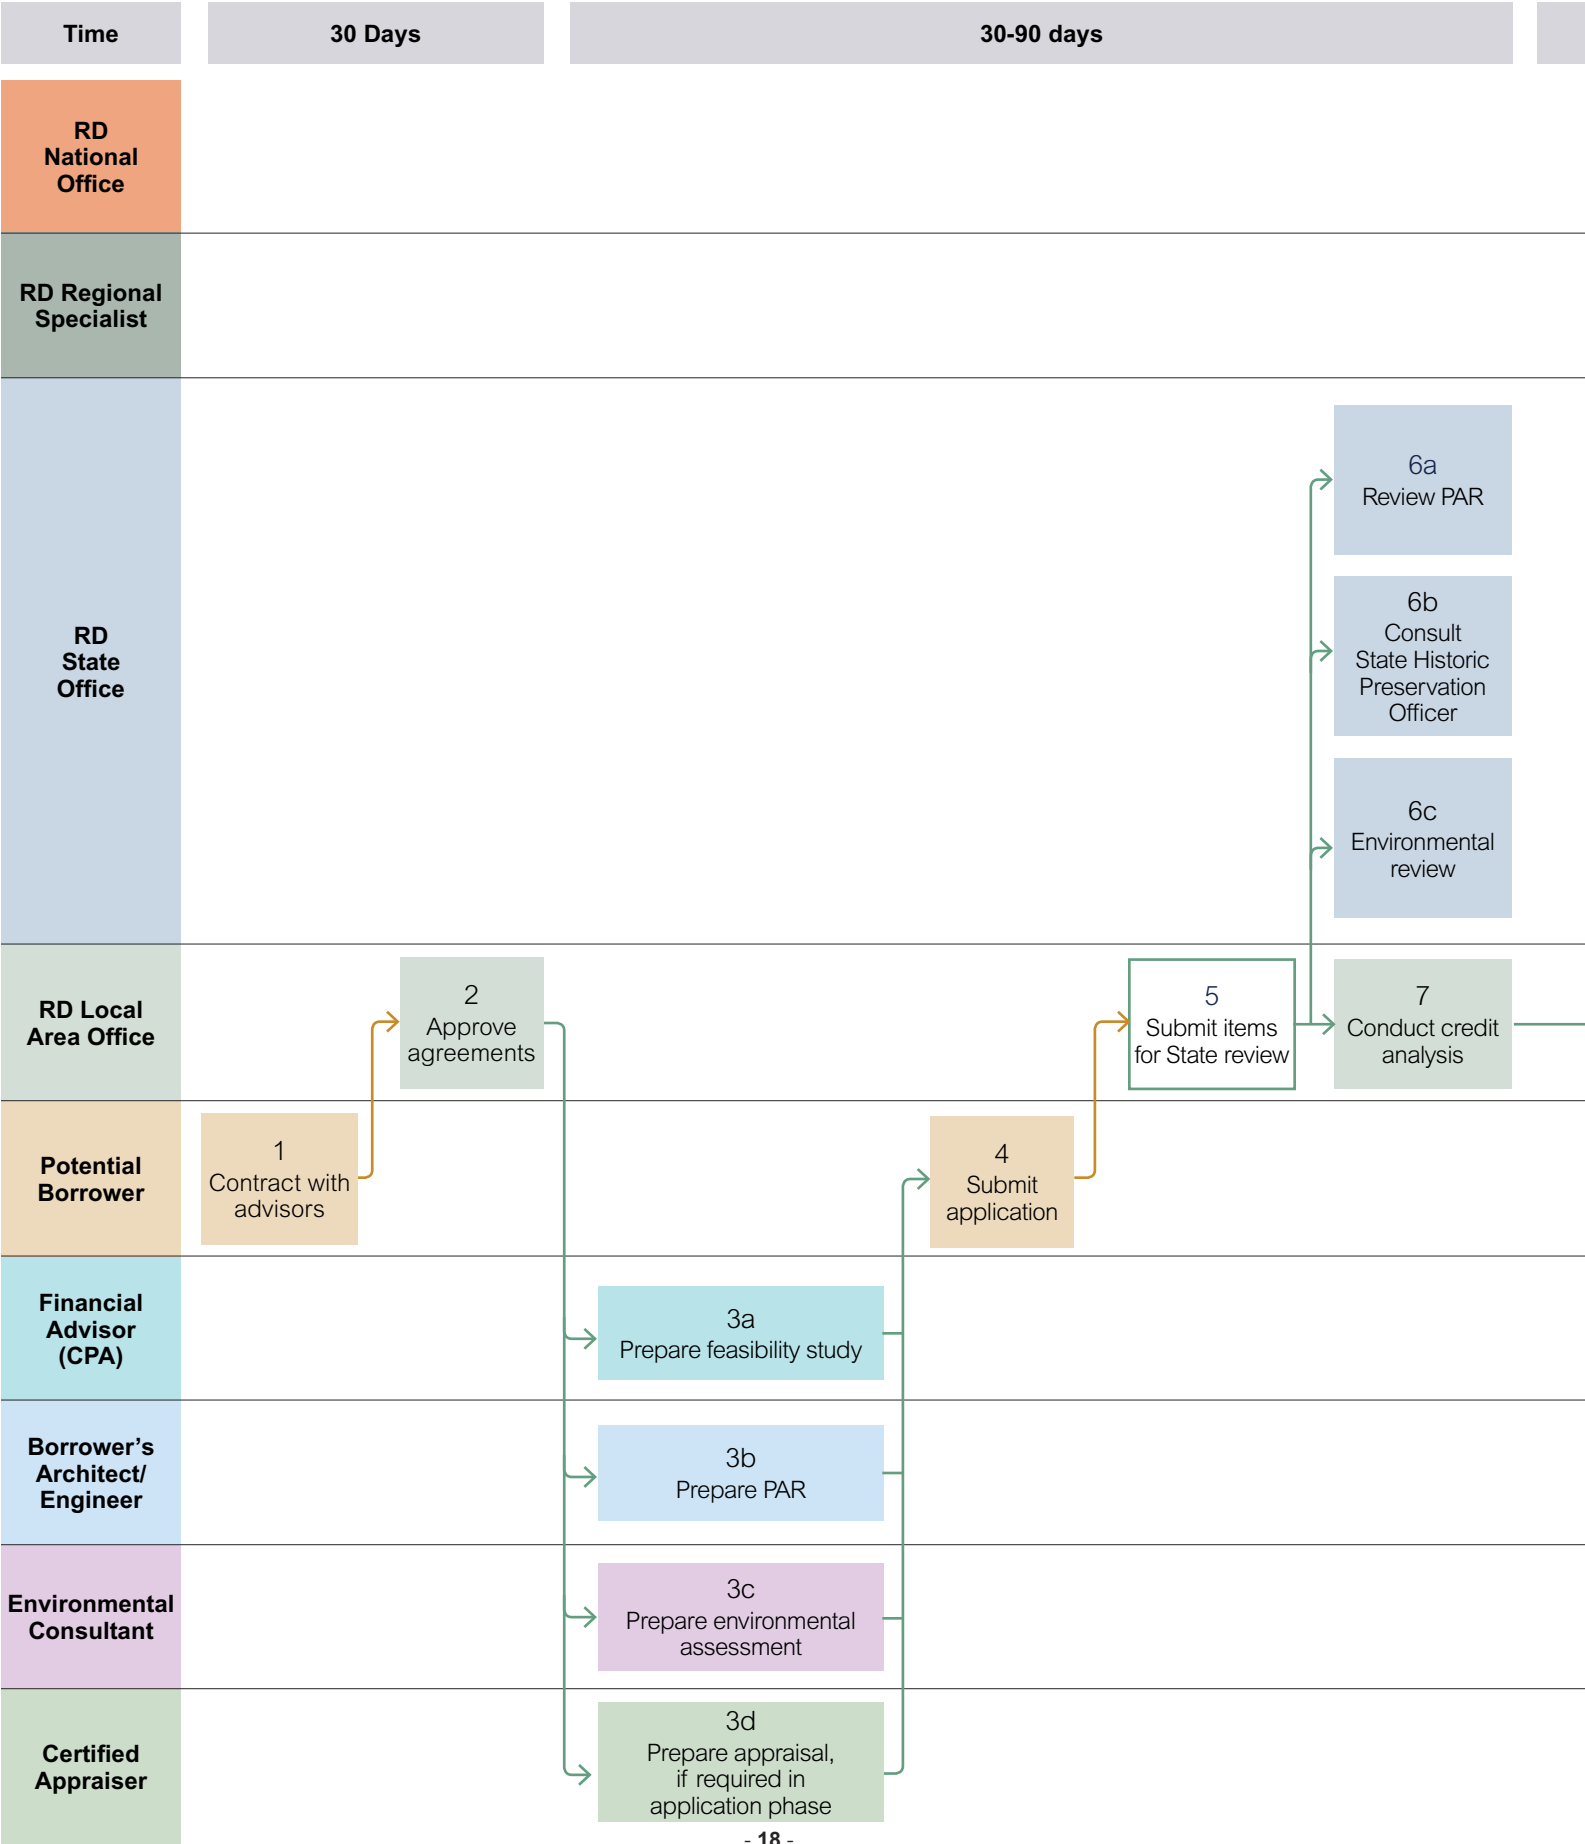 Time
30 Days
30-90 days
RD
National
Office
RD Regional
Specialist
RD
State
Office
6a
Review PAR
6b
Consult
State Historic
Preservation
Officer
6c
Environmental
review
RD Local
Area Office
2
Approve
agreements
5
Submit items
for State review
7
Conduct credit
analysis
Potential
Borrower
1
Contract with
advisors
4
Submit
application
Financial
Advisor
(CPA)
3a
Prepare feasibility study
Borrower’s
Architect/
Engineer
3b
Prepare PAR
Environmental
Consultant
3c
Prepare environmental
assessment
Certified
Appraiser
3d
Prepare appraisal,
if required in
application phase
- 18 -